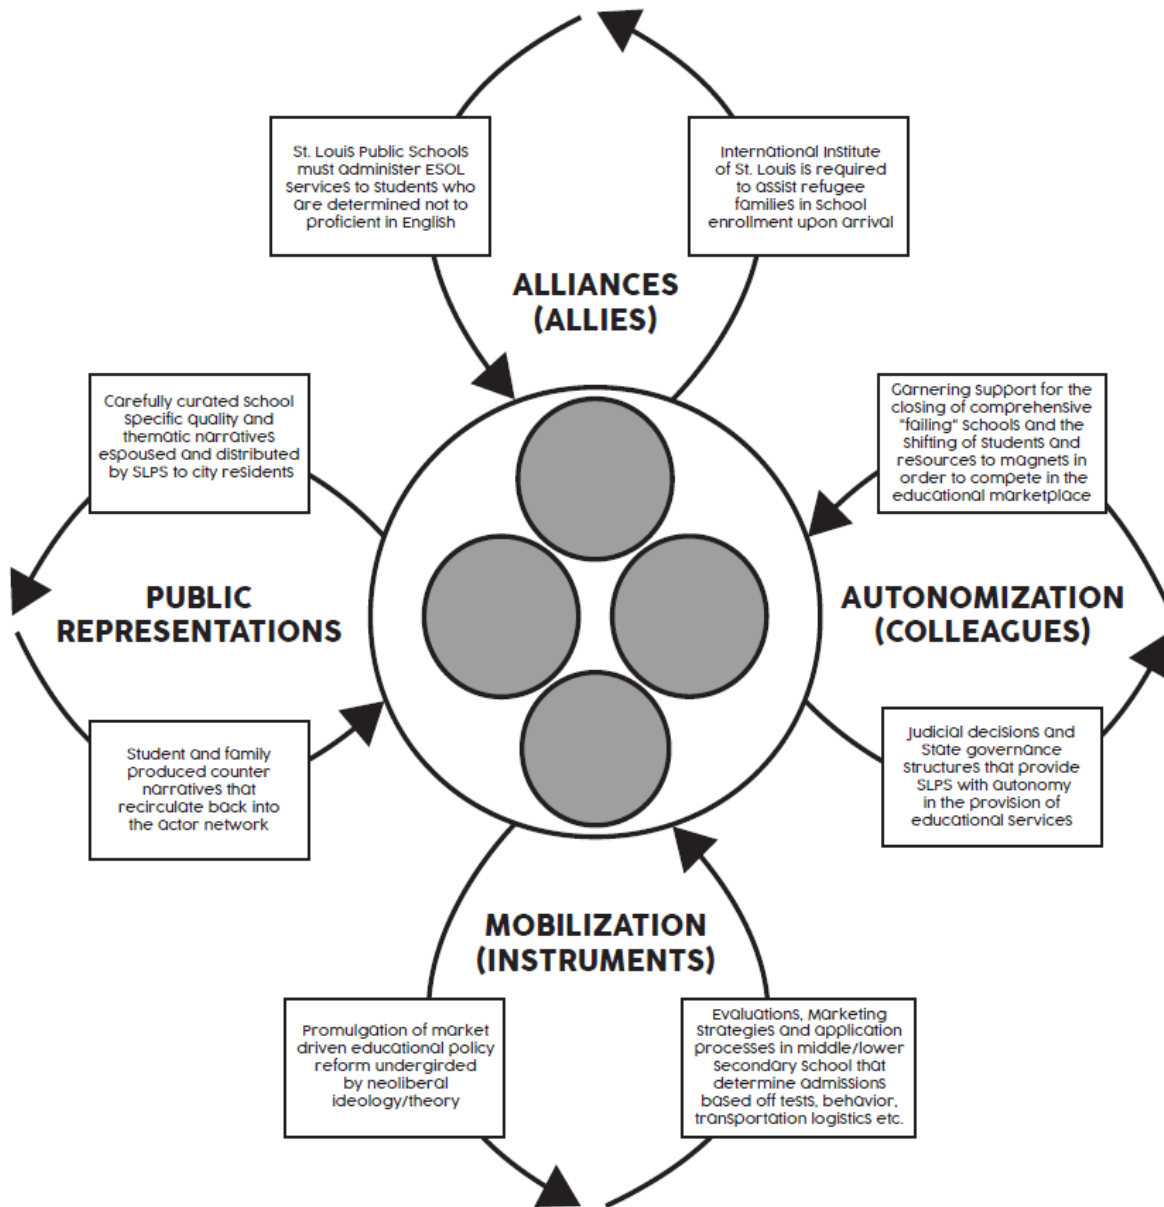 St. Louis Public Schools
must administer ESOL
services to students who
are determined not to
proficient in English
International Institute
of St. Louis is required
to assist refugee
families in school
enrollment upon arrival
ALLIANCES
(ALLIES)
Carefully curated school
specific quality and
thematic narratives
espoused and distributed
by SLPS to city residents
Garnering support for the
closing of comprehensive
"failing" schools and the
shifting of students and
resources to magnets in
order to compete in the
educational marketplace
PUBLIC
REPRESENTATIONS
AUTONOMIZATION
(COLLEAGUES)
Student and family
produced counter
narratives that
recirculate back into
the actor network
Judicial decisions and
State governance
structures that provide
SLPS with autonomy
in the provision of
educational services
MOBILIZATION
(INSTRUMENTS)
Promulgation of market
driven educational policy
reform undergirded
by neoliberal
ideology/theory
Evaluations, Marketing
strategies and application
processes in middle/lower
Secondary School that
determine admissions
based off tests, behavior,
transportation logistics etc.